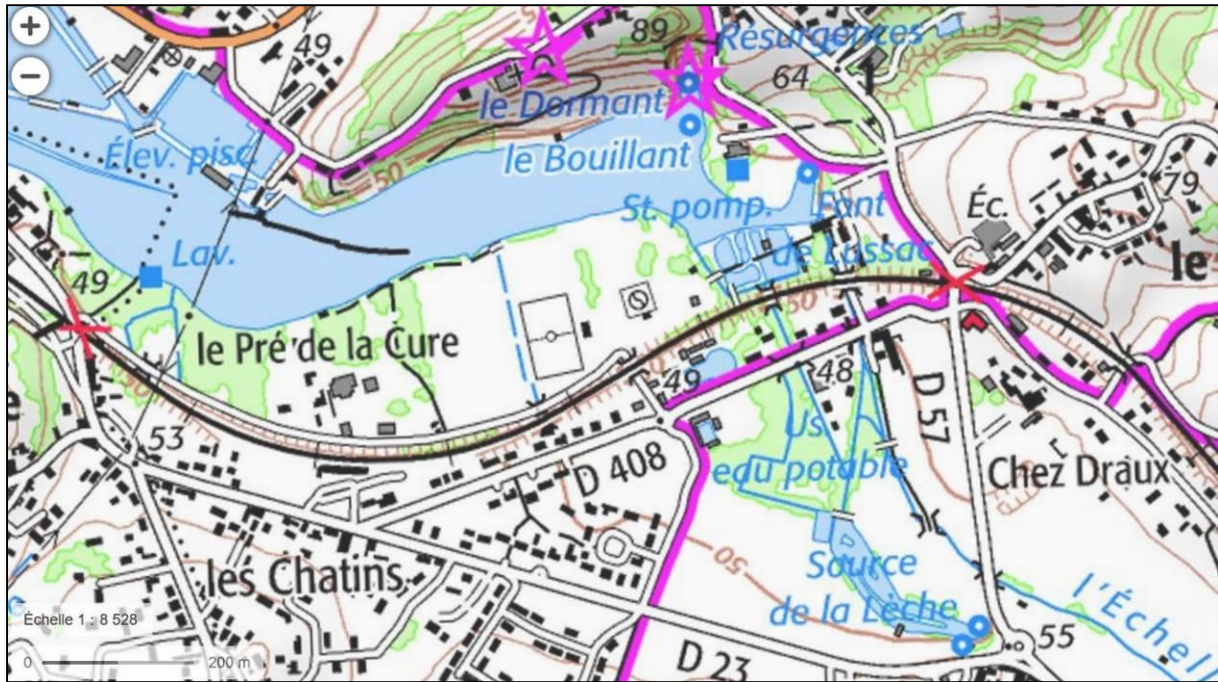 +
−
49
89
Résurgences
64
le Dormant
Élev. pisc.
50
le Bouillant
79
St. pomp.
Font
Éc.
de Lussac
Lav.
49
50
le
le Pré de la Cure
50
49
48
D 57
53
D 408
Us.
eau potable
Chez Draux
50
les Chatins
Source
de la Lèche
l'Échell
Échelle 1 : 8 528
0
200 m
D 23
55